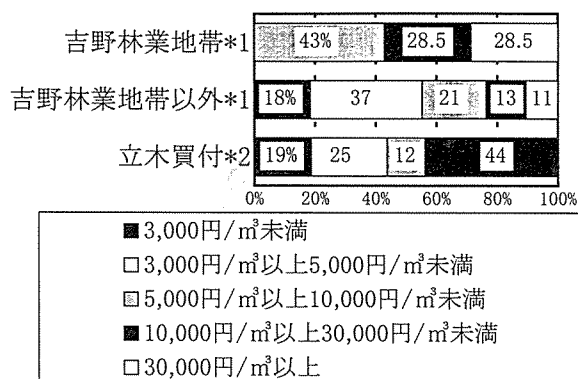 吉野林業地帯*1 43% 28.5 28.5
吉野林業地帯以外*1 18% 37 21 13 11
立木買付*2 19% 25 12 44
0% 20% 40% 60% 80% 100%
■3,000円/㎥未満
□3,000円/㎥以上5,000円/㎥未満
■5,000円/㎥以上10,000円/㎥未満
■10,000円/㎥以上30,000円/㎥未満
□30,000円/㎥以上